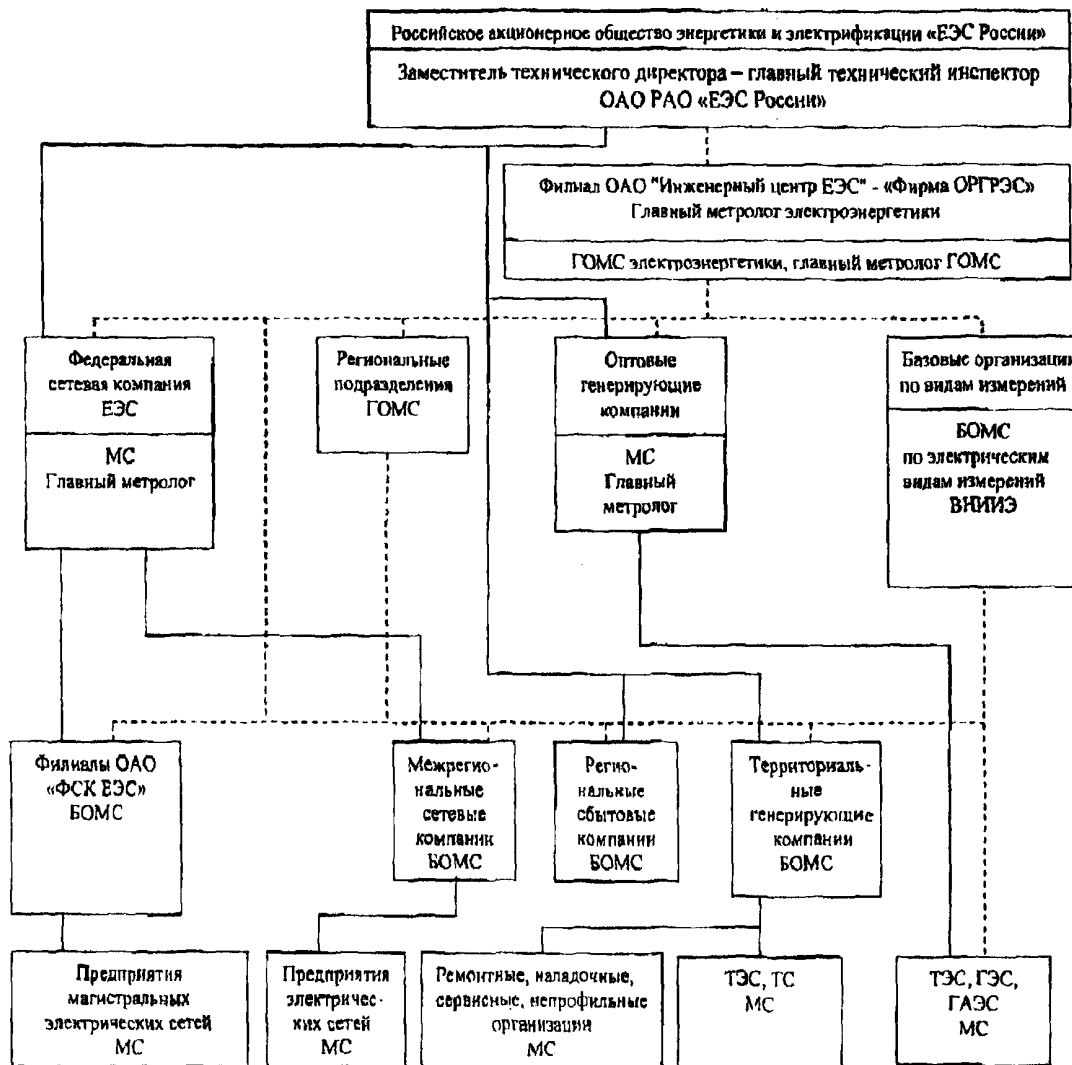 Российское акционерное общество энергетики и электрификации «ЕЭС России»
Заместитель технического директора – главный технический инспектор
ОАО РАО «ЕЭС России»
Филиал ОАО "Инженерный центр ЕЭС" - «Фирма ОРГРЭС»
Главный метролог электроэнергетики
ГОМС электроэнергетики, главный метролог ГОМС
Федеральная
сетевая компания
ЕЭС
МС
Главный метролог
Региональные
подразделения
ГОМС
Оптовые
генерирующие
компании
МС
Главный
метролог
Базовые организации
по видам измерений
БОМС
по электрическим
видам измерений
ВНИИЭ
Филиалы ОАО
«ФСК ЕЭС»
БОМС
Межрегио-
нальные
сетевые
компании
БОМС
Регио-
нальные
сбытовые
компании
БОМС
Территориаль-
ные
генерирующие
компании
БОМС
Предприятия
магистральных
электрических сетей
МС
Предприятия
электричес-
ких сетей
МС
Ремонтные, наладочные,
сервисные, непрофильные
организации
МС
ТЭС, ТС
МС
ТЭС, ГЭС,
ГАЭС
МС